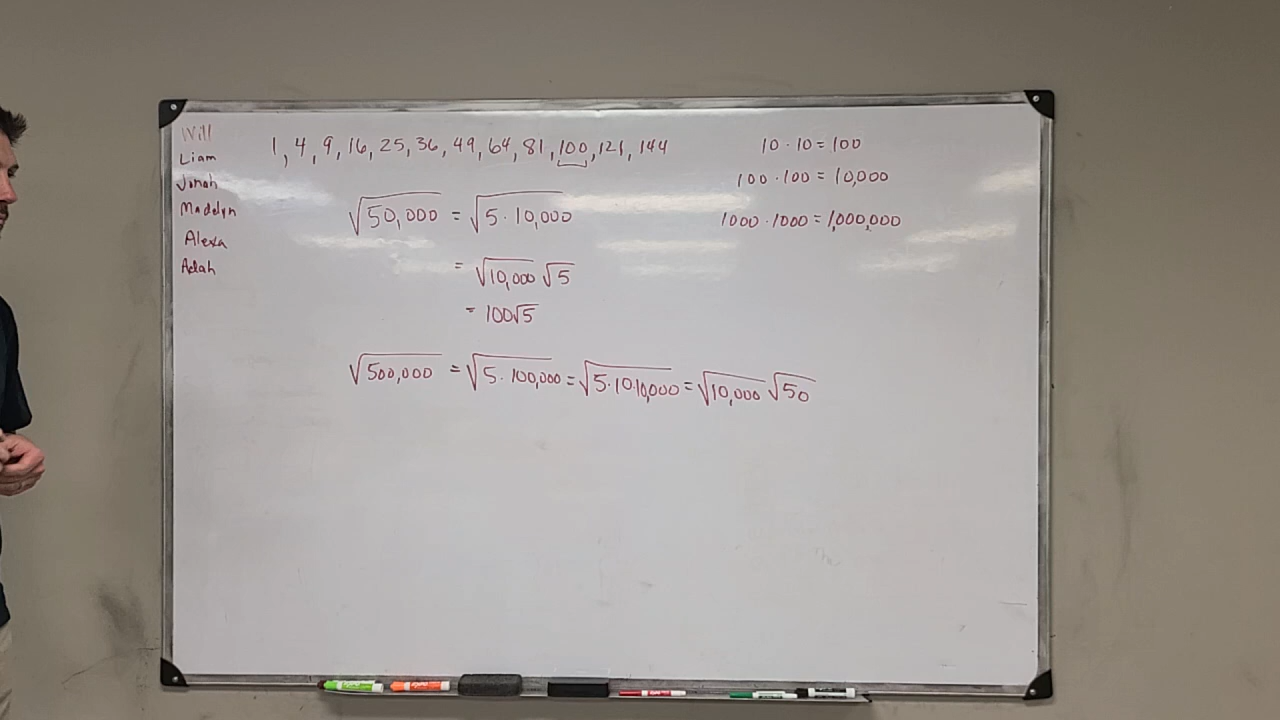 Will
Liam
Jonah
Madelyn
Alexa
Adah
1, 4, 9, 16, 25, 36, 49, 64, 81, 100, 121, 144
√50,000 = √5 · 10,000
= √10,000 √5
= 100√5
√500,000 = √5 · 100,000 = √5·10·10,000 = √10,000 √50
10 · 10 = 100
100 · 100 = 10,000
1000 · 1000 = 1,000,000